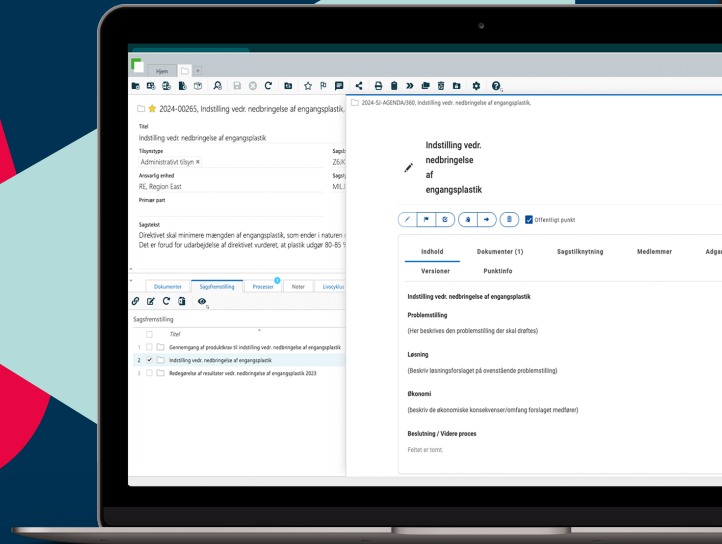 Hjem
2024-00265, Indstilling vedr. nedbringelse af engangsplastik,
Titel
Indstilling vedr. nedbringelse af engangsplastik
Tilsynstype
Administrativt tilsyn ×
Ansvarlig enhed
RE, Region East
Primær part
Sagstekst
Direktivet skal minimere mængden af engangsplastik, som ender i naturen
Det er forud for udarbejdelse af direktivet vurderet, at plastik udgør 80-85 %
Dokumenter
Sagsfremstilling
Processer
1
Noter
Livscyklus
Sagsfremstilling
Titel
1 Gennemgang af produktkrav til indstilling vedr. nedbringelse af engangsplastik
2 Indstilling vedr. nedbringelse af engangsplastik
3 Redegørelse af resultater vedr. nedbringelse af engangsplastik 2023
2024-SJ-AGENDA/360, Indstilling vedr. nedbringelse af engangsplastik,
Indstilling vedr.
nedbringelse
af
engangsplastik
Offentligt punkt
Indhold
Dokumenter (1)
Sagstilknytning
Medlemmer
Versioner
Punktinfo
Indstilling vedr. nedbringelse af engangsplastik
Problemstilling
(Her beskrives den problemstilling der skal drøftes)
Løsning
(Beskriv løsningsforslaget på ovenstående problemstilling)
Økonomi
(beskriv de økonomiske konsekvenser/omfang forslaget medfører)
Beslutning / Videre proces
Feltet er tomt.